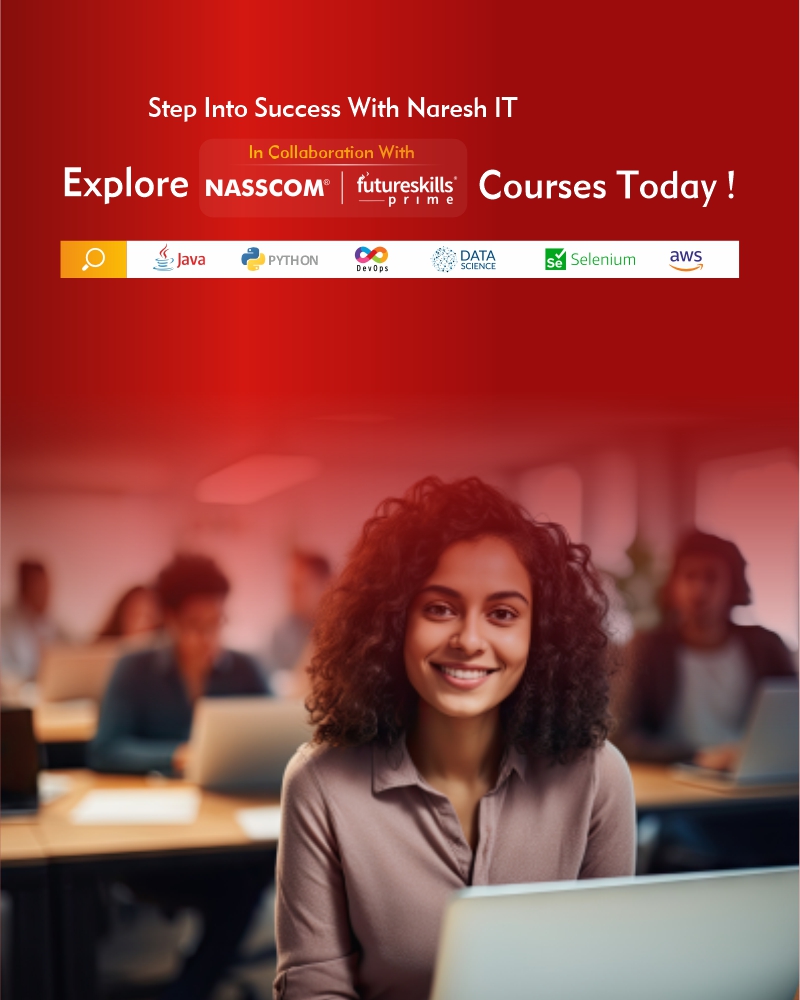 Step Into Success With Naresh IT
In Collaboration With
Explore NASSCOM® futureskills® Courses Today !
prime
Java PYTHON DevOps DATA SCIENCE Se Selenium aws